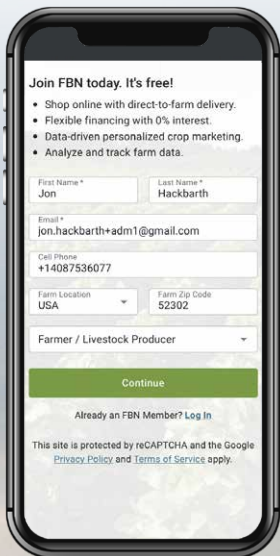 Join FBN today. It's free!
• Shop online with direct-to-farm delivery.
• Flexible financing with 0% interest.
• Data-driven personalized crop marketing.
• Analyze and track farm data.
First Name * Last Name *
Jon Hackbarth
Email *
jon.hackbarth+adm1@gmail.com
Cell Phone
+14087536077
Farm Location Farm Zip Code
USA 52302
Farmer / Livestock Producer
Continue
Already an FBN Member? Log In
This site is protected by reCAPTCHA and the Google
Privacy Policy and Terms of Service apply.